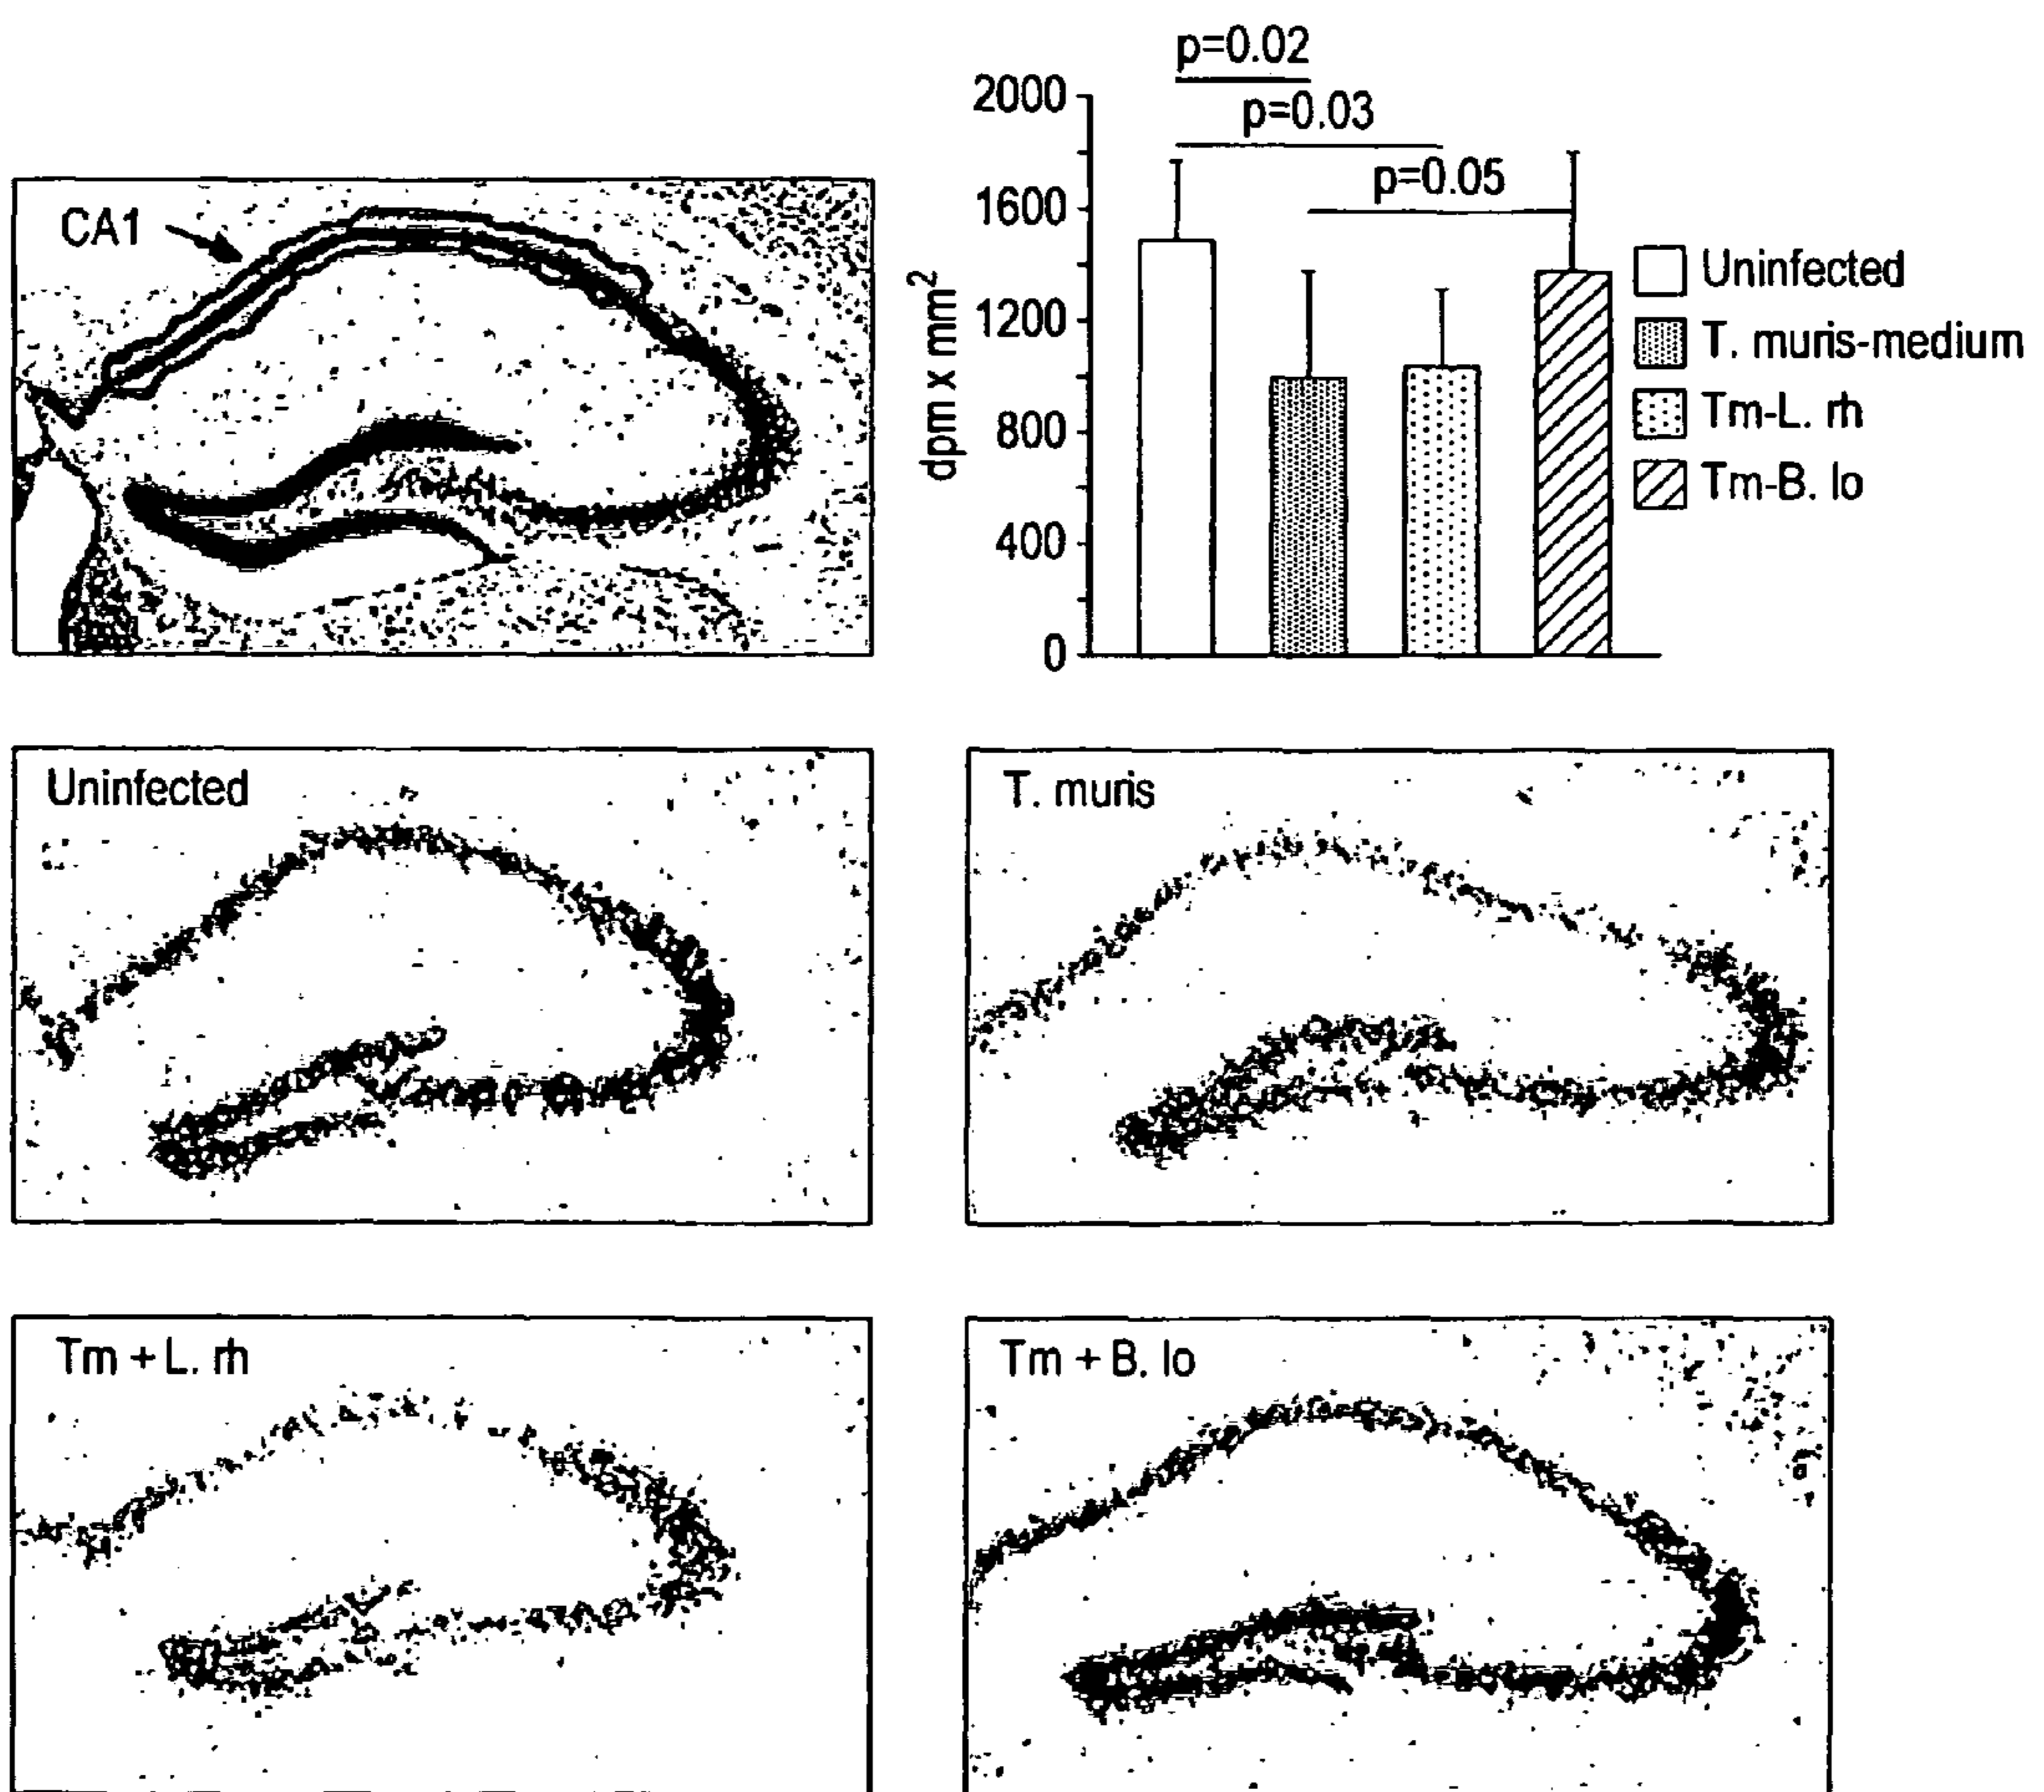 CA1
p=0.02
p=0.03
p=0.05
2000
1600
1200
800
400
0
dpm x mm²
Uninfected
T. muris-medium
Tm-L. rh
Tm-B. lo
Uninfected
T. muris
Tm + L. rh
Tm + B. lo